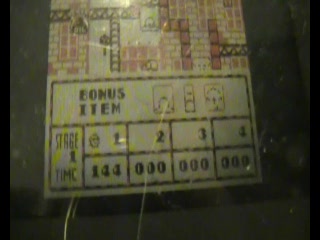 BONUS
ITEM
STAGE 1 1 2 3 4
TIME 144 000 000 000